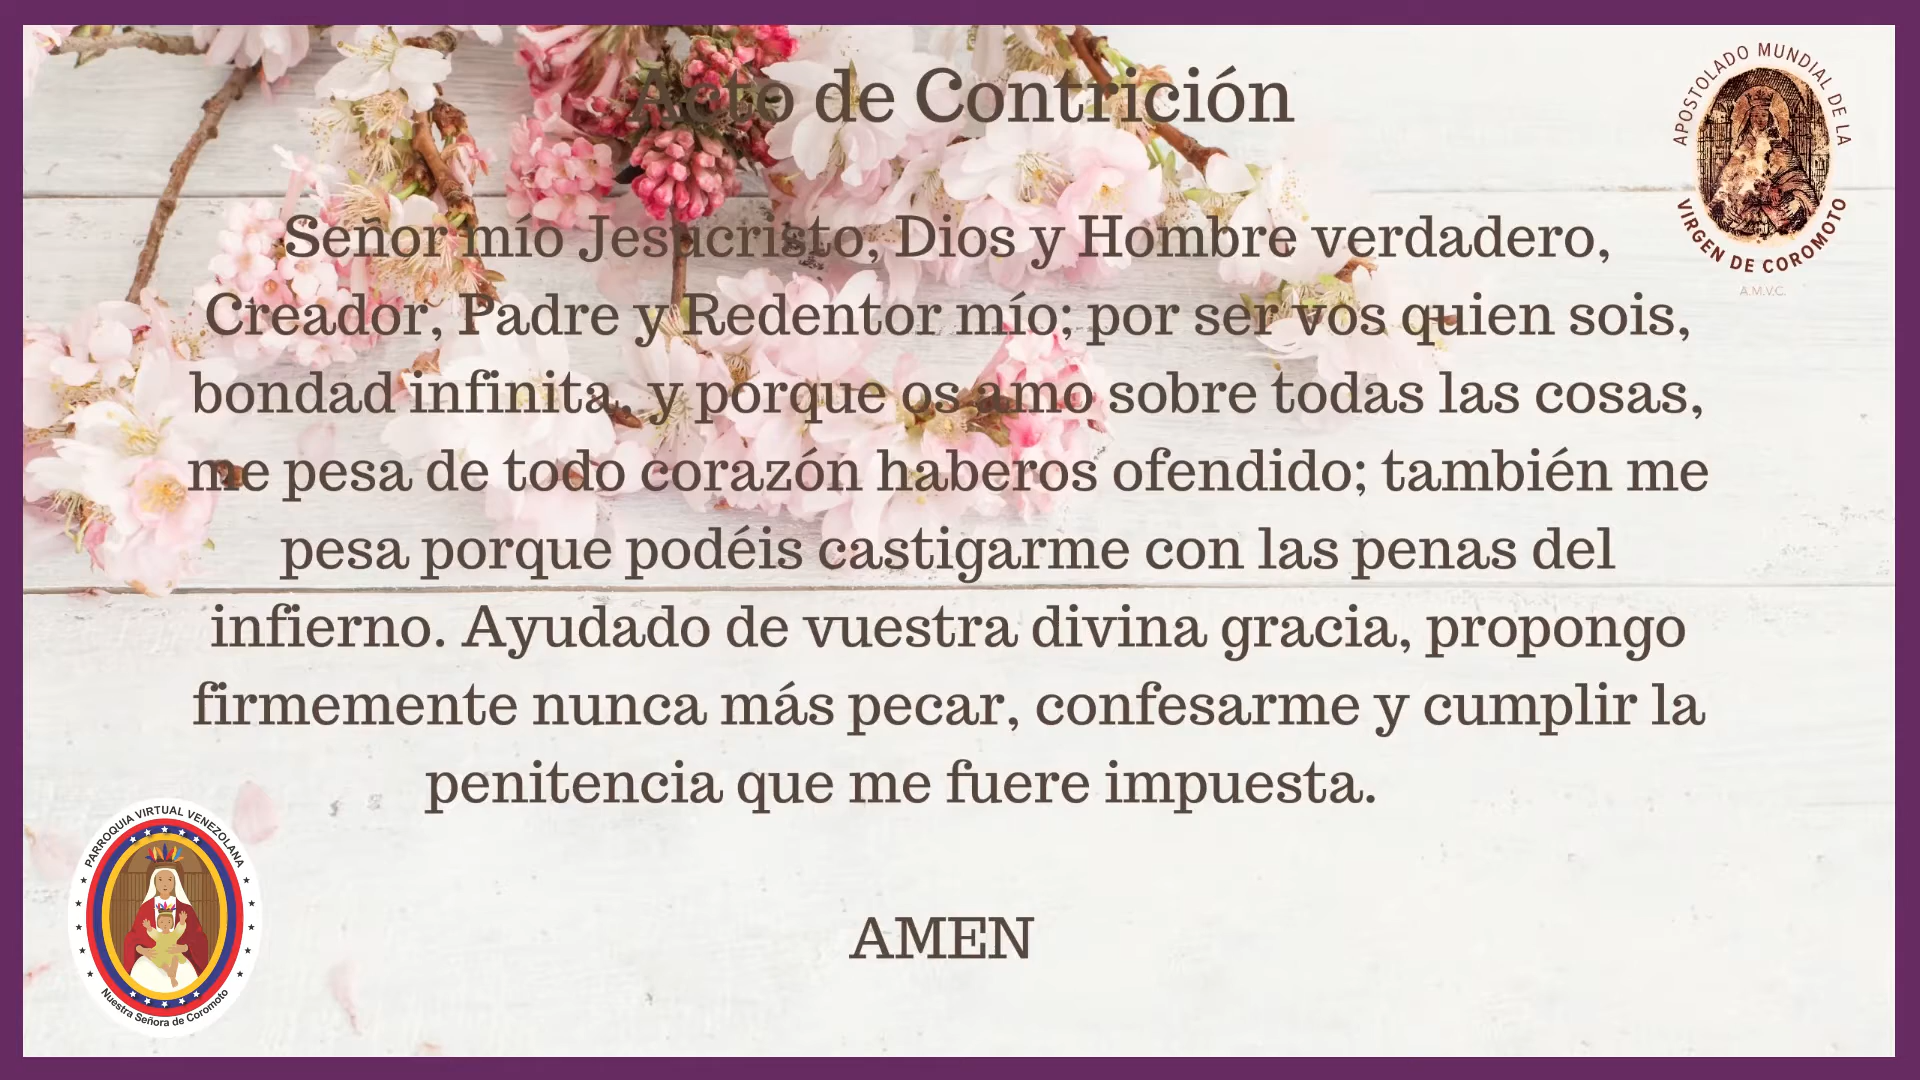 Acto de Contrición
APOSTOLADO MUNDIAL DE LA
VIRGEN DE COROMOTO
A.M.V.C.
Señor mío Jesucristo, Dios y Hombre verdadero,
Creador, Padre y Redentor mío; por ser vos quien sois,
bondad infinita, y porque os amo sobre todas las cosas,
me pesa de todo corazón haberos ofendido; también me
pesa porque podéis castigarme con las penas del
infierno. Ayudado de vuestra divina gracia, propongo
firmemente nunca más pecar, confesarme y cumplir la
penitencia que me fuere impuesta.
AMEN
PARROQUIA VIRTUAL VENEZOLANA
Nuestra Señora de Coromoto